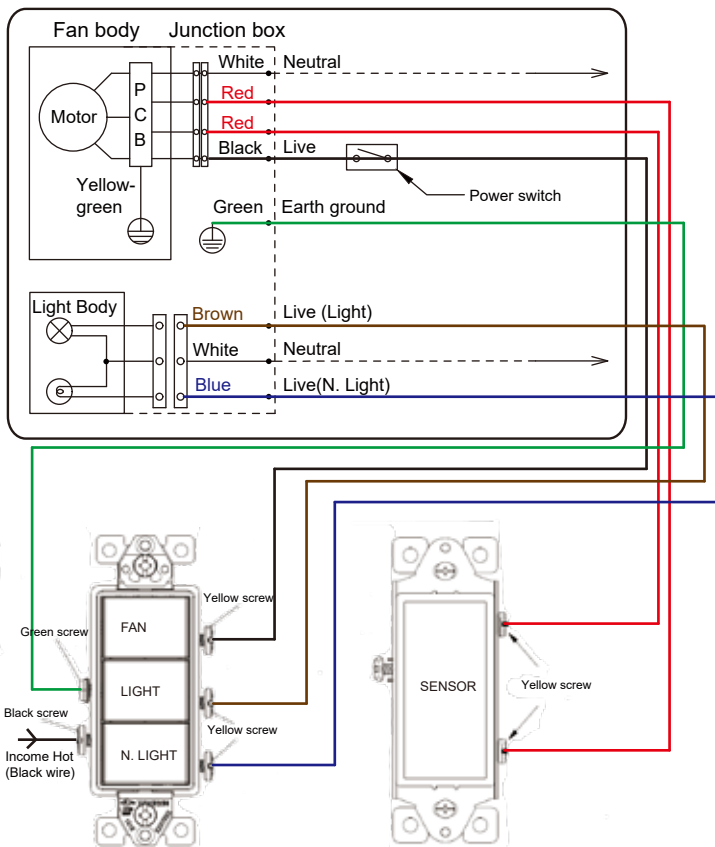 Fan body
Junction box
White
Neutral
Red
Motor
P
C
B
Red
Black
Live
Power switch
Yellow-
green
Green
Earth ground
Light Body
Brown
Live (Light)
White
Neutral
Blue
Live(N. Light)
Yellow screw
FAN
Green screw
LIGHT
Black screw
Yellow screw
N. LIGHT
Income Hot
(Black wire)
SENSOR
Yellow screw